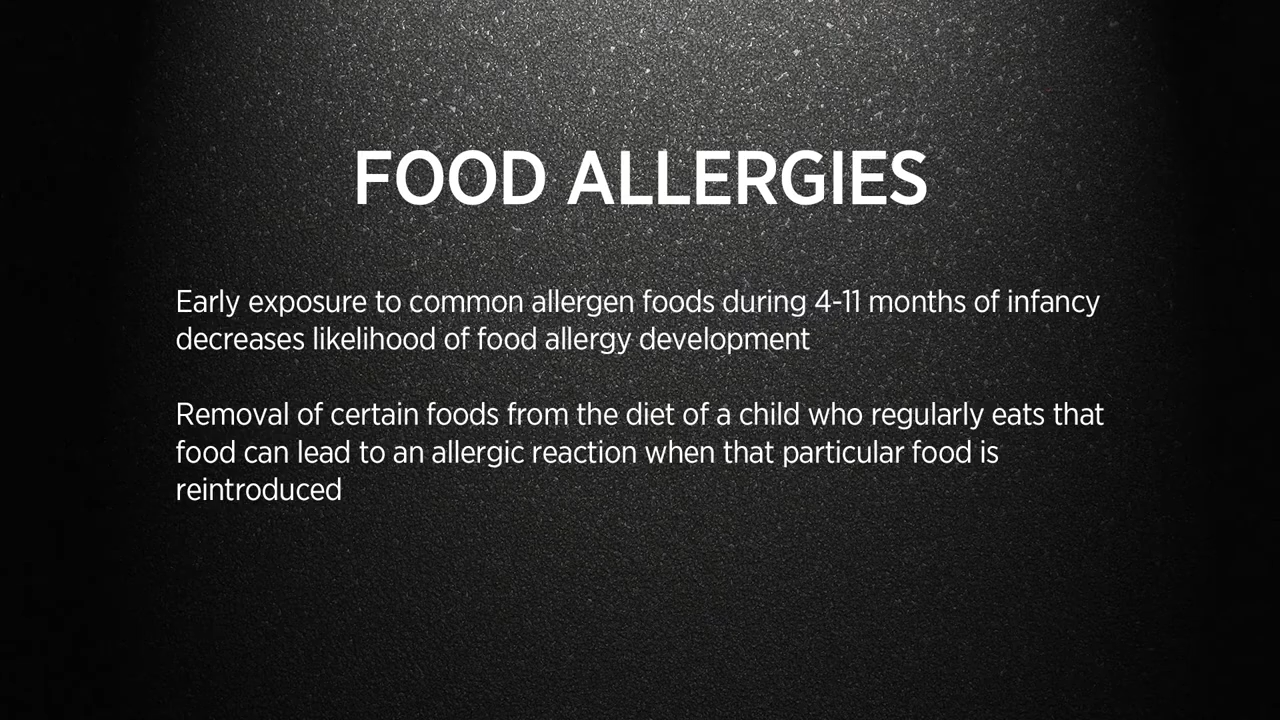 FOOD ALLERGIES
Early exposure to common allergen foods during 4-11 months of infancy
decreases likelihood of food allergy development
Removal of certain foods from the diet of a child who regularly eats that
food can lead to an allergic reaction when that particular food is
reintroduced